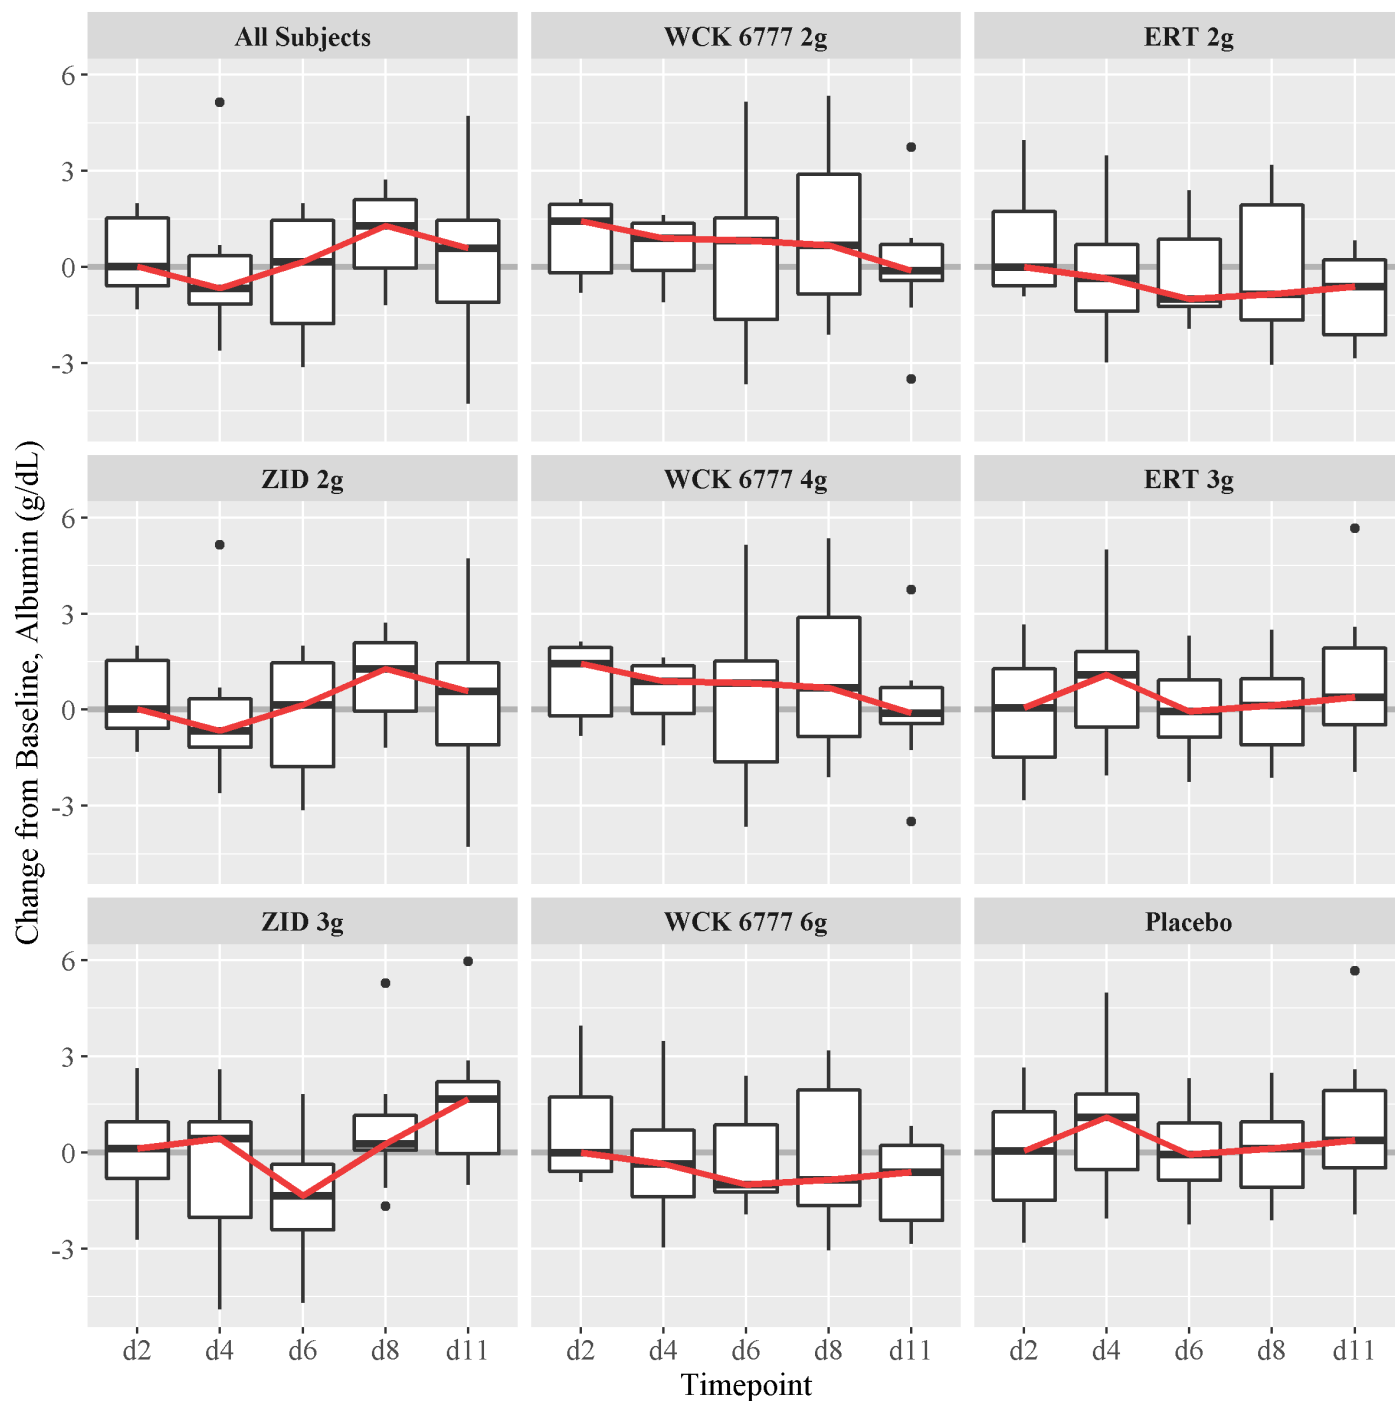 All Subjects
WCK 6777 2g
ERT 2g
6
3
0
-3
ZID 2g
WCK 6777 4g
ERT 3g
6
3
0
-3
ZID 3g
WCK 6777 6g
Placebo
6
3
0
-3
d2 d4 d6 d8 d11
d2 d4 d6 d8 d11
d2 d4 d6 d8 d11
Timepoint
Change from Baseline, Albumin (g/dL)